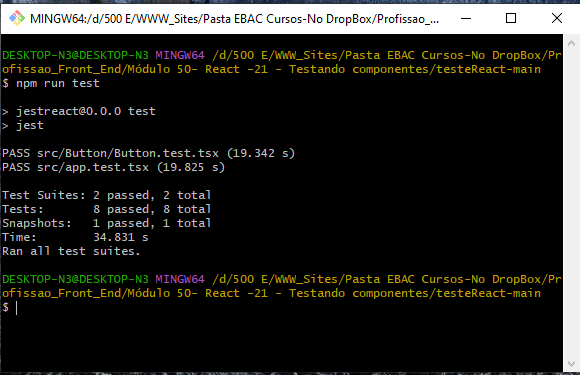 MINGW64:/d/500 E/WWW_Sites/Pasta EBAC Cursos-No DropBox/Profissao_...
DESKTOP-N3@DESKTOP-N3 MINGW64 /d/500 E/WWW_Sites/Pasta EBAC Cursos-No DropBox/Pr
ofissao_Front_End/Módulo 50- React -21 - Testando componentes/testeReact-main
$ npm run test
> jestreact@0.0.0 test
> jest
PASS src/Button/Button.test.tsx (19.342 s)
PASS src/app.test.tsx (19.825 s)
Test Suites: 2 passed, 2 total
Tests:       8 passed, 8 total
Snapshots:   1 passed, 1 total
Time:        34.831 s
Ran all test suites.
DESKTOP-N3@DESKTOP-N3 MINGW64 /d/500 E/WWW_Sites/Pasta EBAC Cursos-No DropBox/Pr
ofissao_Front_End/Módulo 50- React -21 - Testando componentes/testeReact-main
$